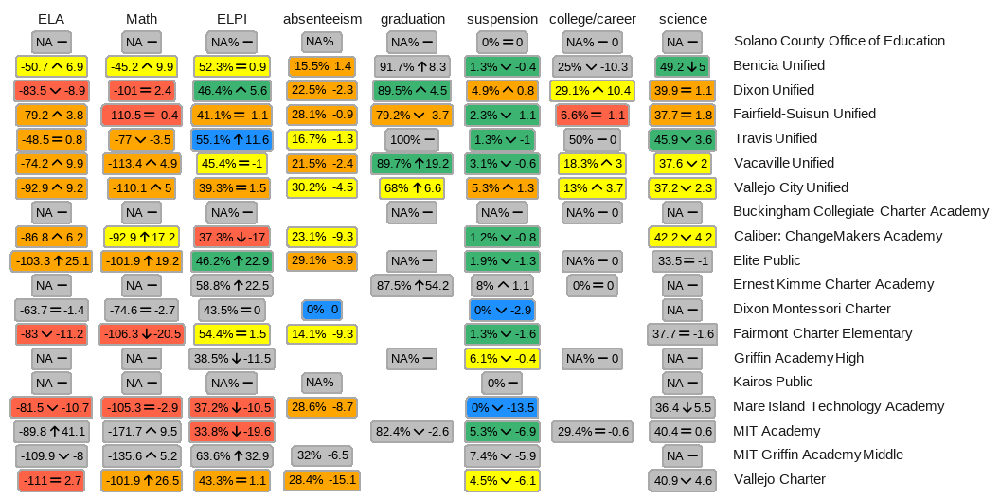 ELA Math ELPI absenteeism graduation suspension college/career science
NA − NA − NA% − NA% NA% − 0% = 0 NA% − 0 NA − Solano County Office of Education
-50.7 ^ 6.9 -45.2 ^ 9.9 52.3% = 0.9 15.5% 1.4 91.7% ↑ 8.3 1.3% ⌄ -0.4 25% ⌄ -10.3 49.2 ↓ 5 Benicia Unified
-83.5 ⌄ -8.9 -101 = 2.4 46.4% ^ 5.6 22.5% -2.3 89.5% ^ 4.5 4.9% ^ 0.8 29.1% ^ 10.4 39.9 = 1.1 Dixon Unified
-79.2 ^ 3.8 -110.5 = -0.4 41.1% = -1.1 28.1% -0.9 79.2% ⌄ -3.7 2.3% ⌄ -1.1 6.6% = -1.1 37.7 = 1.8 Fairfield-Suisun Unified
-48.5 = 0.8 -77 ⌄ -3.5 55.1% ↑ 11.6 16.7% -1.3 100% − 1.3% ⌄ -1 50% − 0 45.9 ⌄ 3.6 Travis Unified
-74.2 ^ 9.9 -113.4 ^ 4.9 45.4% = -1 21.5% -2.4 89.7% ↑ 19.2 3.1% ⌄ -0.6 18.3% ^ 3 37.6 ⌄ 2 Vacaville Unified
-92.9 ^ 9.2 -110.1 ^ 5 39.3% = 1.5 30.2% -4.5 68% ↑ 6.6 5.3% ^ 1.3 13% ^ 3.7 37.2 ⌄ 2.3 Vallejo City Unified
NA − NA − NA% − NA% − NA% − NA% − 0 NA − Buckingham Collegiate Charter Academy
-86.8 ^ 6.2 -92.9 ↑ 17.2 37.3% ↓ -17 23.1% -9.3 1.2% ⌄ -0.8 42.2 ⌄ 4.2 Caliber: ChangeMakers Academy
-103.3 ↑ 25.1 -101.9 ↑ 19.2 46.2% ↑ 22.9 29.1% -3.9 NA% − 1.9% ⌄ -1.3 NA% − 0 33.5 = -1 Elite Public
NA − NA − 58.8% ↑ 22.5 87.5% ↑ 54.2 8% ^ 1.1 0% = 0 NA − Ernest Kimme Charter Academy
-63.7 = -1.4 -74.6 = -2.7 43.5% = 0 0% 0 0% ⌄ -2.9 NA − Dixon Montessori Charter
-83 ⌄ -11.2 -106.3 ↓ -20.5 54.4% = 1.5 14.1% -9.3 1.3% ⌄ -1.6 37.7 = -1.6 Fairmont Charter Elementary
NA − NA − 38.5% ↓ -11.5 NA% − 6.1% ⌄ -0.4 NA% − 0 NA − Griffin Academy High
NA − NA − NA% − NA% 0% − NA − Kairos Public
-81.5 ⌄ -10.7 -105.3 = -2.9 37.2% ↓ -10.5 28.6% -8.7 0% ⌄ -13.5 36.4 ↓ 5.5 Mare Island Technology Academy
-89.8 ↑ 41.1 -171.7 ^ 9.5 33.8% ↓ -19.6 82.4% ⌄ -2.6 5.3% ⌄ -6.9 29.4% = -0.6 40.4 = 0.6 MIT Academy
-109.9 ⌄ -8 -135.6 ^ 5.2 63.6% ↑ 32.9 32% -6.5 7.4% ⌄ -5.9 NA − MIT Griffin Academy Middle
-111 = 2.7 -101.9 ↑ 26.5 43.3% = 1.1 28.4% -15.1 4.5% ⌄ -6.1 40.9 ⌄ 4.6 Vallejo Charter